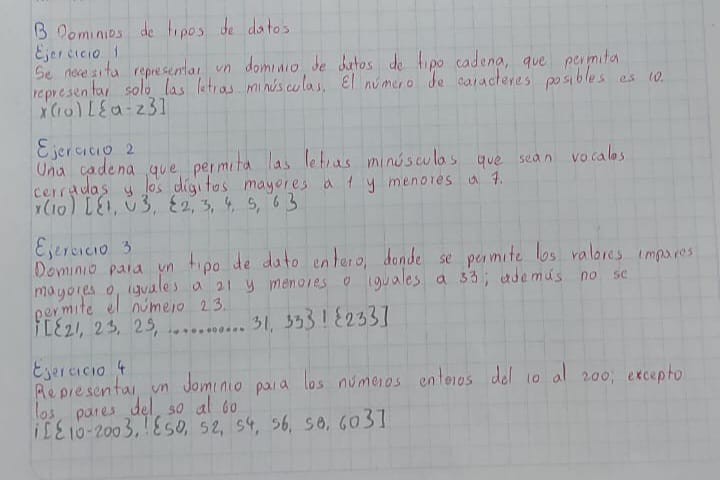 B Dominios de tipos de datos
Ejercicio 1
Se necesita representar un dominio de datos de tipo cadena, que permita
representar solo las letras minúsculas. El número de caracteres posibles es 10.
x(10) [{a-z}]
Ejercicio 2
Una cadena que permita las letras minúsculas que sean vocales
cerradas y los dígitos mayores a 1 y menores a 7.
x(10) [{i, u}, {2, 3, 4, 5, 6}
Ejercicio 3
Dominio para un tipo de dato entero, donde se permite los valores impares
mayores o iguales a 21 y menores o iguales a 33; además no se
permite el número 23.
i[{21, 23, 25, ............ 31, 33}!{23}]
Ejercicio 4
Representar un dominio para los números enteros del 10 al 200; excepto
los pares del 50 al 60
i[{10-200},!{50, 52, 54, 56, 58, 60}]